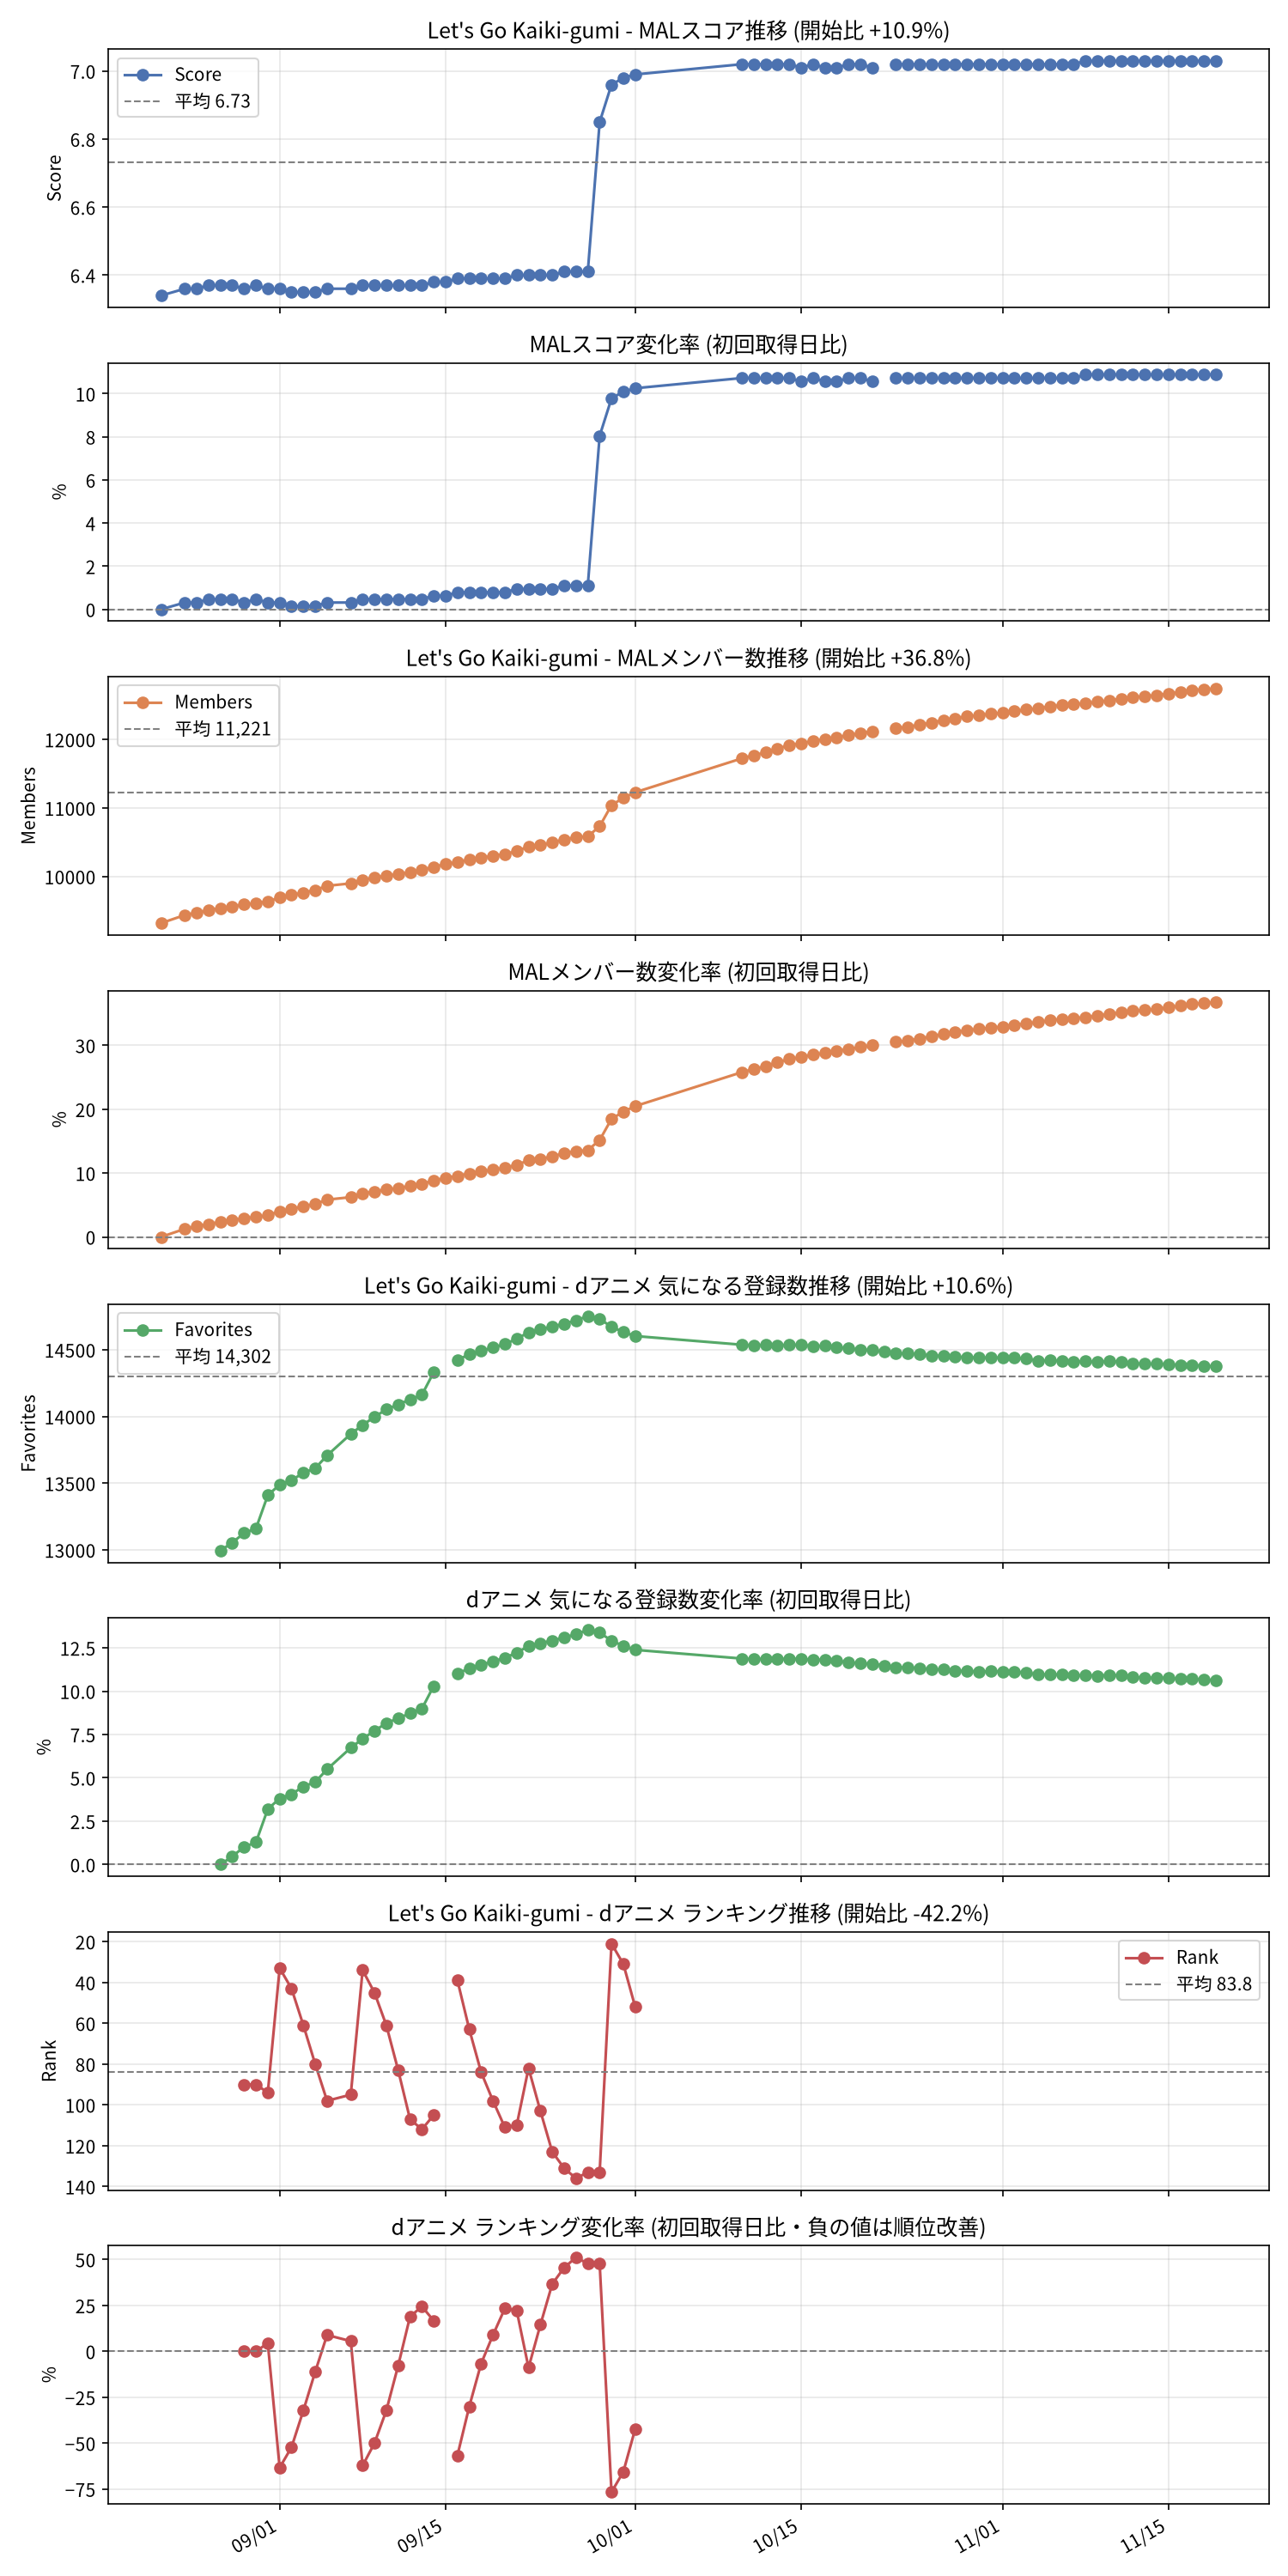 Let's Go Kaiki-gumi - MALスコア推移 (開始比 +10.9%)
Score
平均 6.73
7.0
6.8
6.6
6.4
Score
MALスコア変化率 (初回取得日比)
10
8
6
4
2
0
%
Let's Go Kaiki-gumi - MALメンバー数推移 (開始比 +36.8%)
Members
平均 11,221
12000
11000
10000
Members
MALメンバー数変化率 (初回取得日比)
30
20
10
0
%
Let's Go Kaiki-gumi - dアニメ 気になる登録数推移 (開始比 +10.6%)
Favorites
平均 14,302
14500
14000
13500
13000
Favorites
dアニメ 気になる登録数変化率 (初回取得日比)
12.5
10.0
7.5
5.0
2.5
0.0
%
Let's Go Kaiki-gumi - dアニメ ランキング推移 (開始比 -42.2%)
Rank
平均 83.8
20
40
60
80
100
120
140
Rank
dアニメ ランキング変化率 (初回取得日比・負の値は順位改善)
50
25
0
−25
−50
−75
%
09/01
09/15
10/01
10/15
11/01
11/15